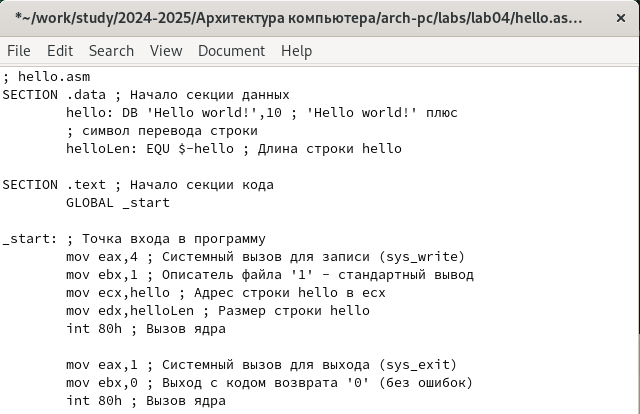 *~/work/study/2024-2025/Архитектура компьютера/arch-pc/labs/lab04/hello.as...
×
File Edit Search View Document Help
; hello.asm
SECTION .data ; Начало секции данных
hello: DB 'Hello world!',10 ; 'Hello world!' плюс
; символ перевода строки
helloLen: EQU $-hello ; Длина строки hello
SECTION .text ; Начало секции кода
GLOBAL _start
_start: ; Точка входа в программу
mov eax,4 ; Системный вызов для записи (sys_write)
mov ebx,1 ; Описатель файла '1' - стандартный вывод
mov ecx,hello ; Адрес строки hello в ecx
mov edx,helloLen ; Размер строки hello
int 80h ; Вызов ядра
mov eax,1 ; Системный вызов для выхода (sys_exit)
mov ebx,0 ; Выход с кодом возврата '0' (без ошибок)
int 80h ; Вызов ядра